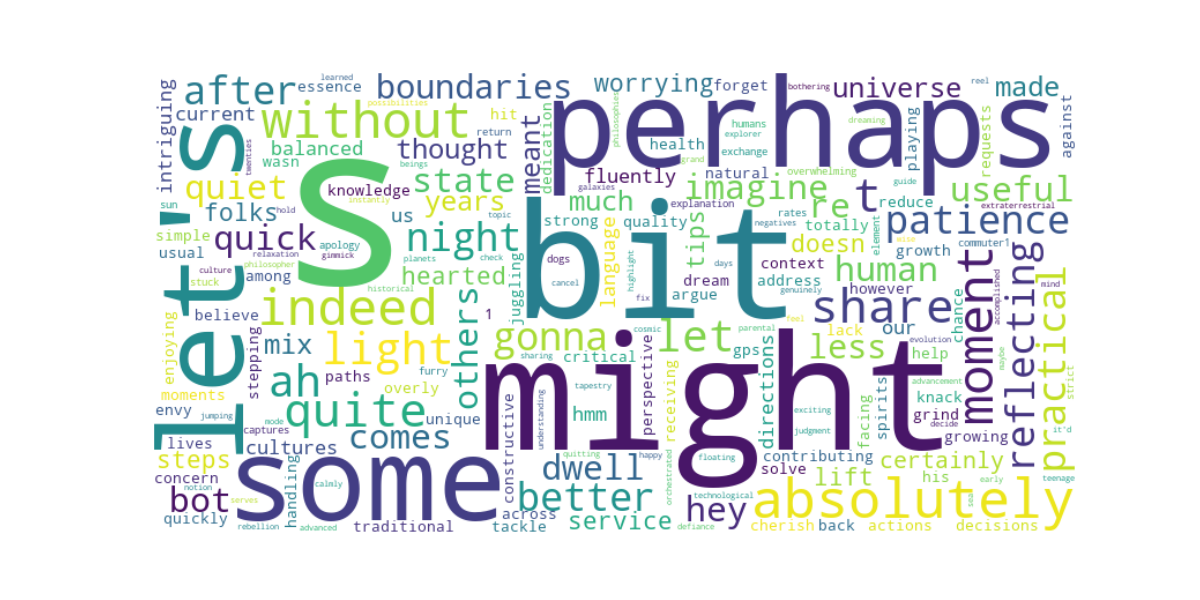 intriguing
after
essence
learned
boundaries
worrying
forget
bothering
universe
made
reel
against
current
possibilities
hit
without
perhaps
balanced
twenties
wasn
return
thought
meant
dedication
philosophies
health
humans
explorer
exchange
dreaming
playing
requests
let's
S
quiet
beings
knowledge
state
fluently
grand
natural
overwhelming
galaxies
imagine
explanation
re
t
guide
useful
sun
hold
instantly
years
us
much
folks
simple
quick
topic
strong
quality
tips
negatives
rates
reduce
extraterrestrial
patience
totally
element
wise
usual
philosopher
among
apology
gimmick
relaxation
night
bit
language
doesn
growth
commuter1
culture
stuck
planets
check
hearted
juggling
dogs
cancel
highlight
fix
dream
days
argue
context
address
genuinely
human
however
moment
reflecting
accomplished
mind
practical
historical
indeed
others
1
share
chance
enjoying
believe
stepping
mix
light
gonna
cosmic
let
parental
feel
lack
our
less
evolution
help
maybe
strict
sharing
critical
gps
directions
moments
ah
paths
furry
overly
perspective
receiving
facing
spirits
advancement
knack
envy
jumping
mode
quite
unique
tapestry
hmm
might
exciting
judgment
grind
decide
it'd
captures
constructive
understanding
lives
cultures
comes
growing
steps
some
quitting
happy
dwell
orchestrated
floating
contributing
solve
certainly
concern
handling
lift
his
early
teenage
notion
calmly
bot
serves
better
technological
absolutely
sea
quickly
rebellion
advanced
traditional
across
tackle
service
defiance
hey
cherish
back
actions
decisions